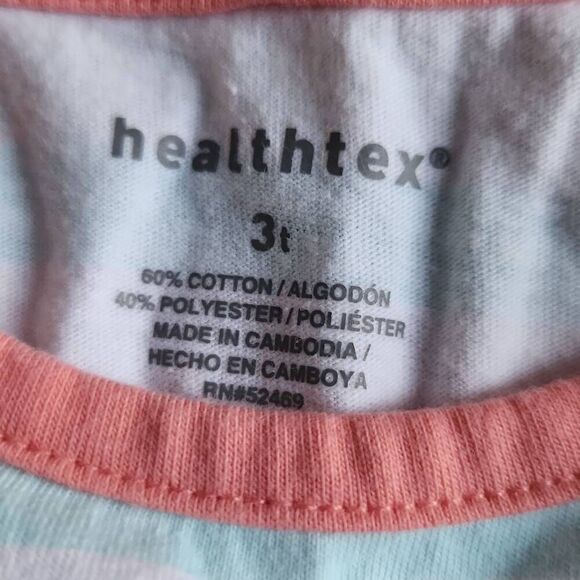 healthtex®
3t
60% COTTON / ALGODÓN
40% POLYESTER / POLIÉSTER
MADE IN CAMBODIA /
HECHO EN CAMBOYA
RN#52469